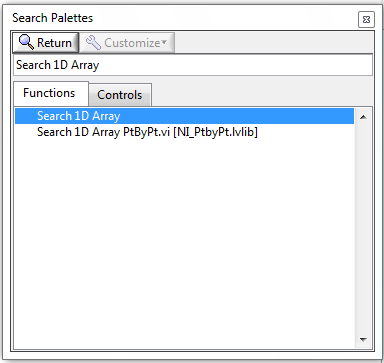 Search Palettes
Return Customize
Search 1D Array
Functions Controls
Search 1D Array
Search 1D Array PtByPt.vi [NI_PtbyPt.lvlib]